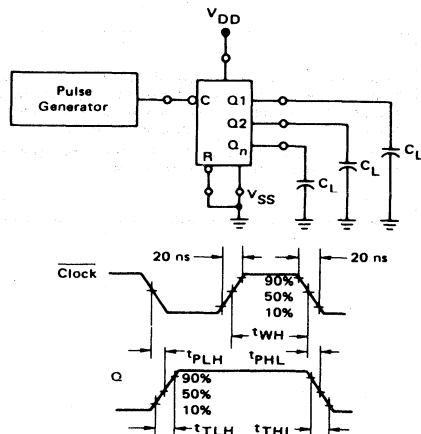 VDD
Pulse
Generator
C
Q1
Q2
Qn
R
VSS
CL
CL
CL
20 ns
20 ns
Clock
90%
50%
10%
tWH
tPLH
tPHL
Q
90%
50%
10%
tTLH
tTHL